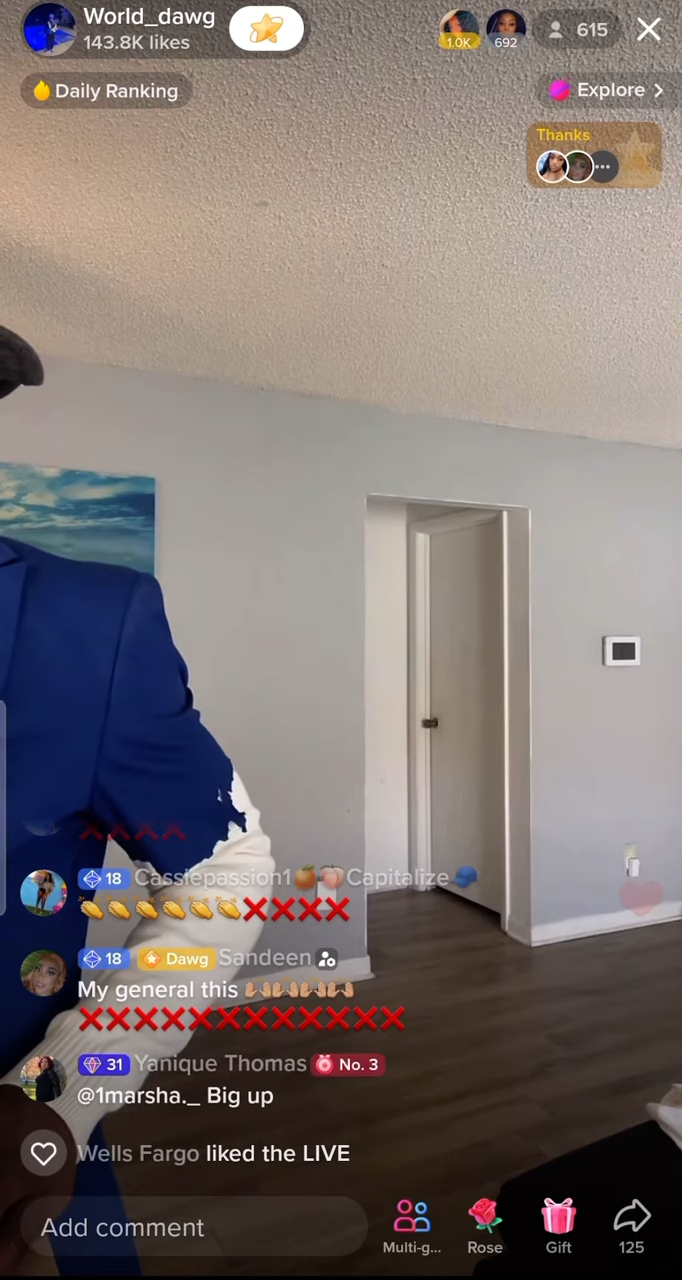 World_dawg
143.8K likes
1.0K
692
615
Daily Ranking
Explore
Thanks
18 Cassiepassion1🍊🍑Capitalize🧢
👏👏👏👏👏👏❌❌❌❌
18 Dawg Sandeen
My general this 🙌🏼🙌🏼🙌🏼🙌🏼🙌🏼
❌❌❌❌❌❌❌❌❌❌❌❌
31 Yanique Thomas No. 3
@1marsha._ Big up
Wells Fargo liked the LIVE
Add comment
Multi-g...
Rose
Gift
125